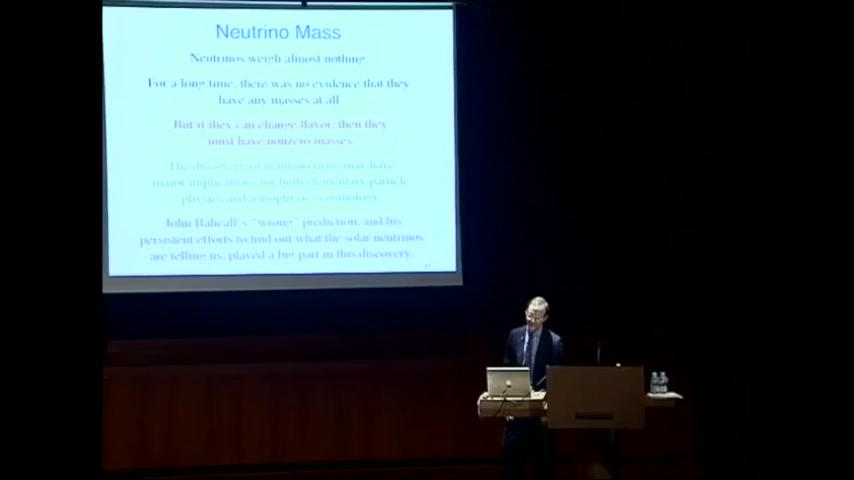 Neutrino Mass
Neutrinos weigh almost nothing.
For a long time, there was no evidence that they
have any masses at all
But if they can change flavor, then they
must have nonzero masses.
The discovery of neutrino mass may have
major implications for both elementary particle
physics and astrophysics/cosmology.
John Bahcall's "wrong" prediction, and his
persistent efforts to find out what the solar neutrinos
are telling us, played a big part in this discovery.